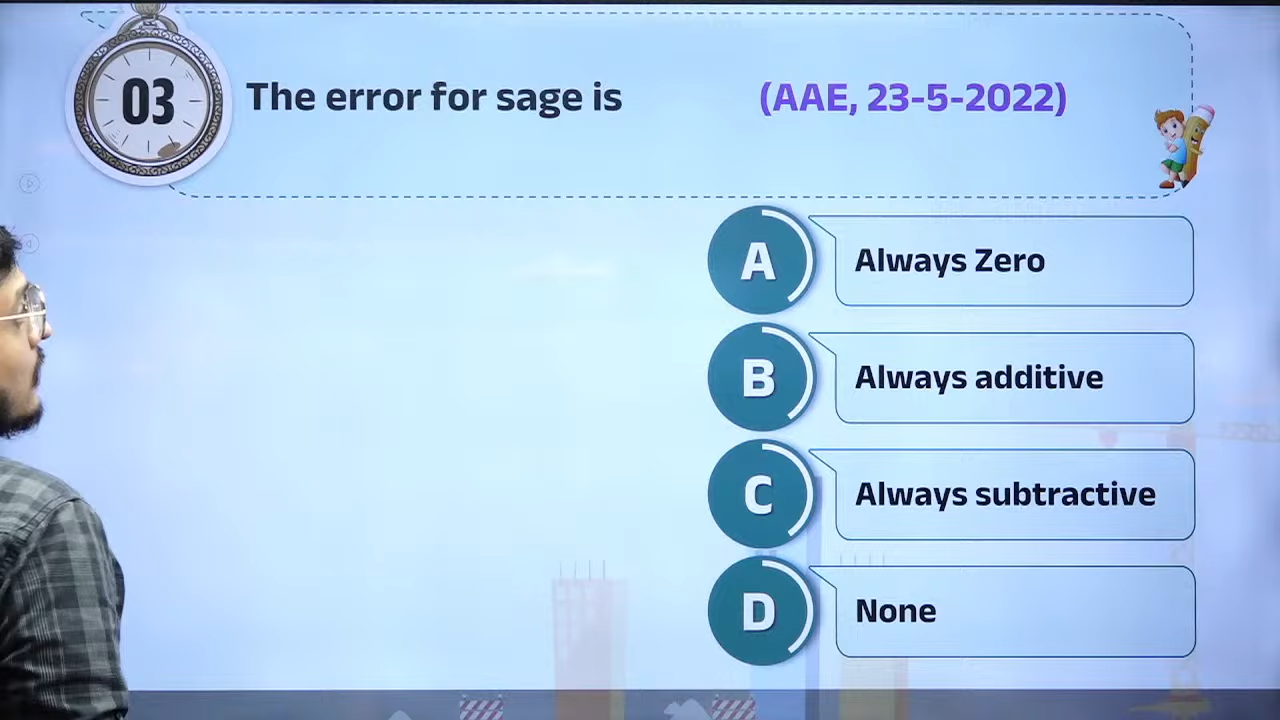 03
The error for sage is (AAE, 23-5-2022)
A Always Zero
B Always additive
C Always subtractive
D None